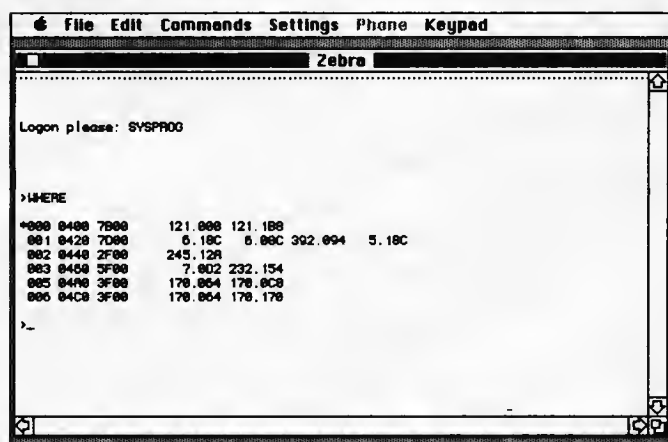 File Edit Commands Settings Phone Keypad
Zebra
Logon please: SYSPROG
>WHERE
*000 0400 7B00 121.000 121.1B8
001 0420 7D00 6.18C 6.08C 392.094 5.18C
002 0440 2F00 245.12A
003 0460 5F00 7.0D2 232.154
005 04A0 3F00 170.064 170.0C0
006 04C0 3F00 170.064 170.170
>_